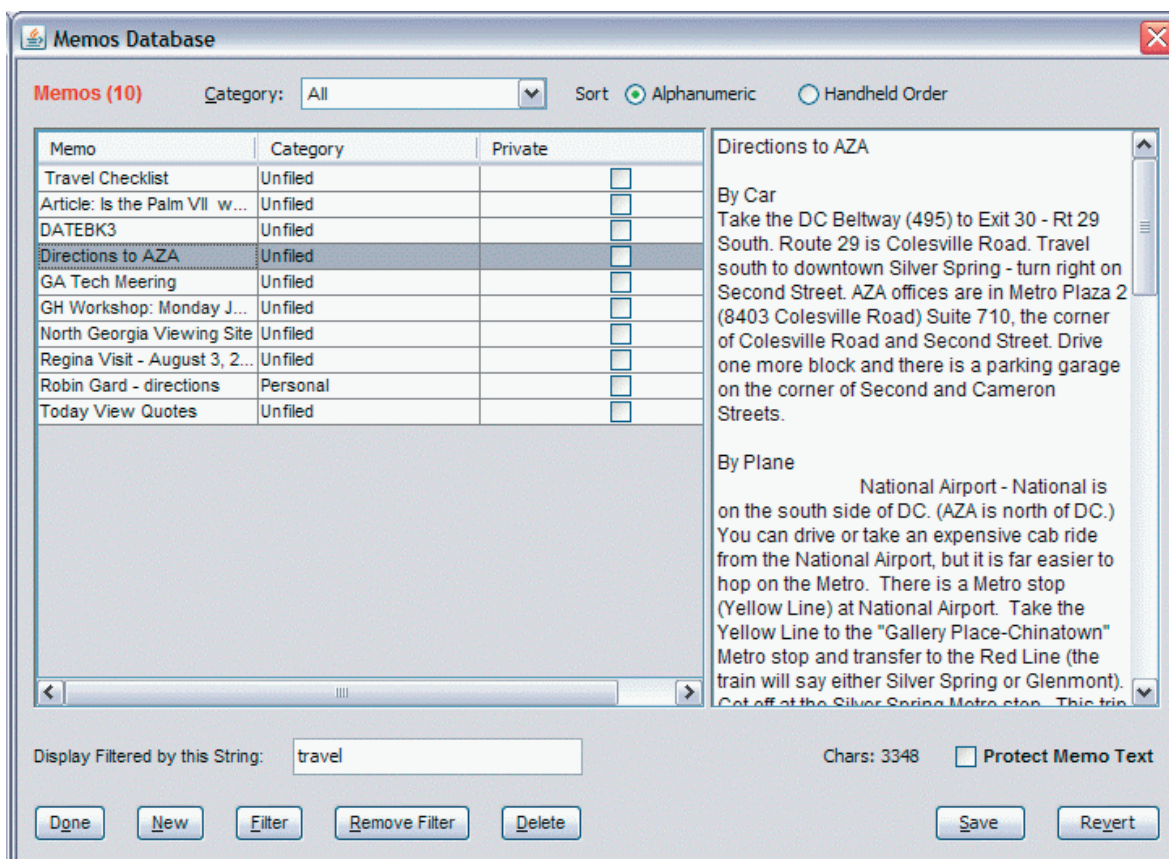 Memos Database
Memos (10) Category: All Sort Alphanumeric Handheld Order
Memo Category Private
Travel Checklist Unfiled
Article: Is the Palm VII w... Unfiled
DATEBK3 Unfiled
Directions to AZA Unfiled
GA Tech Meering Unfiled
GH Workshop: Monday J... Unfiled
North Georgia Viewing Site Unfiled
Regina Visit - August 3, 2... Unfiled
Robin Gard - directions Personal
Today View Quotes Unfiled
Directions to AZA
By Car
Take the DC Beltway (495) to Exit 30 - Rt 29
South. Route 29 is Colesville Road. Travel
south to downtown Silver Spring - turn right on
Second Street. AZA offices are in Metro Plaza 2
(8403 Colesville Road) Suite 710, the corner
of Colesville Road and Second Street. Drive
one more block and there is a parking garage
on the corner of Second and Cameron
Streets.
By Plane
National Airport - National is
on the south side of DC. (AZA is north of DC.)
You can drive or take an expensive cab ride
from the National Airport, but it is far easier to
hop on the Metro.  There is a Metro stop
(Yellow Line) at National Airport.  Take the
Yellow Line to the "Gallery Place-Chinatown"
Metro stop and transfer to the Red Line (the
train will say either Silver Spring or Glenmont).
Get off at the Silver Spring Metro stop.  This trip
Display Filtered by this String: travel Chars: 3348 Protect Memo Text
Done New Filter Remove Filter Delete Save Revert